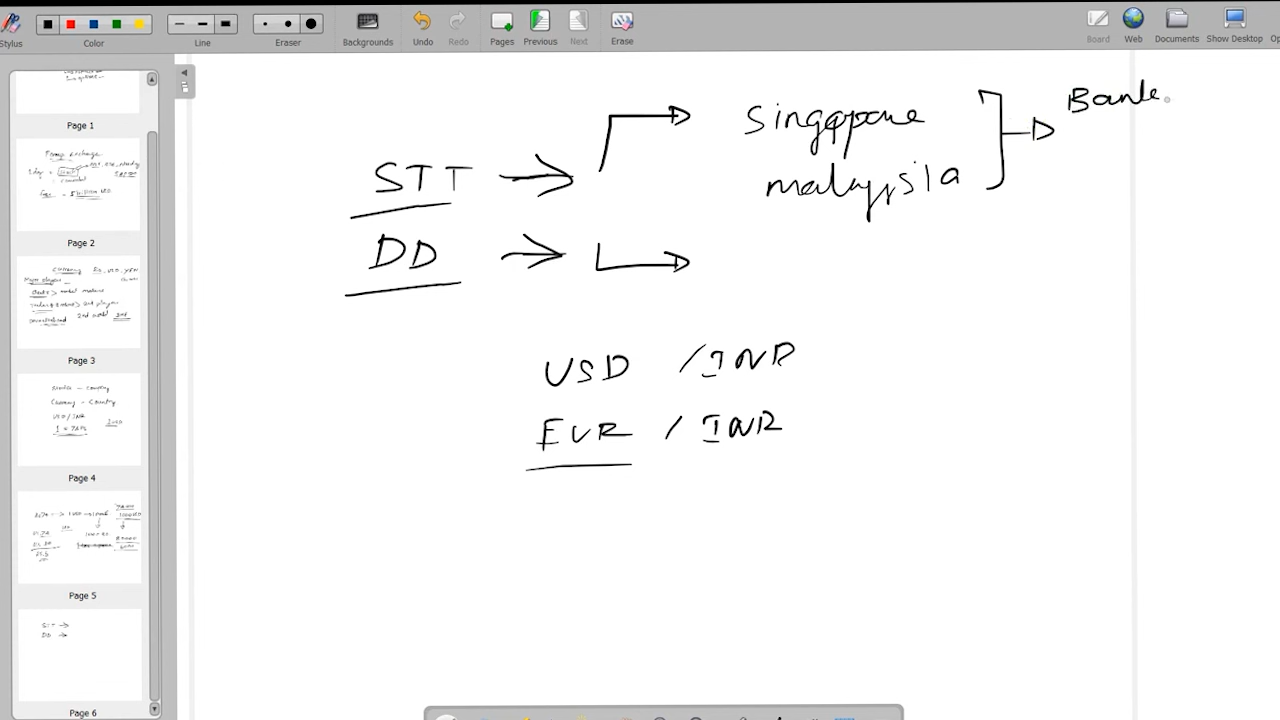 Stylus
Color
Line
Eraser
Backgrounds
Undo
Redo
Pages
Previous
Next
Erase
Board
Web
Documents
Show Desktop
Page 1
Page 2
Page 3
Page 4
Page 5
Page 6
STT
Singapore
malaysia
Bank
DD
USD / INR
EUR / INR